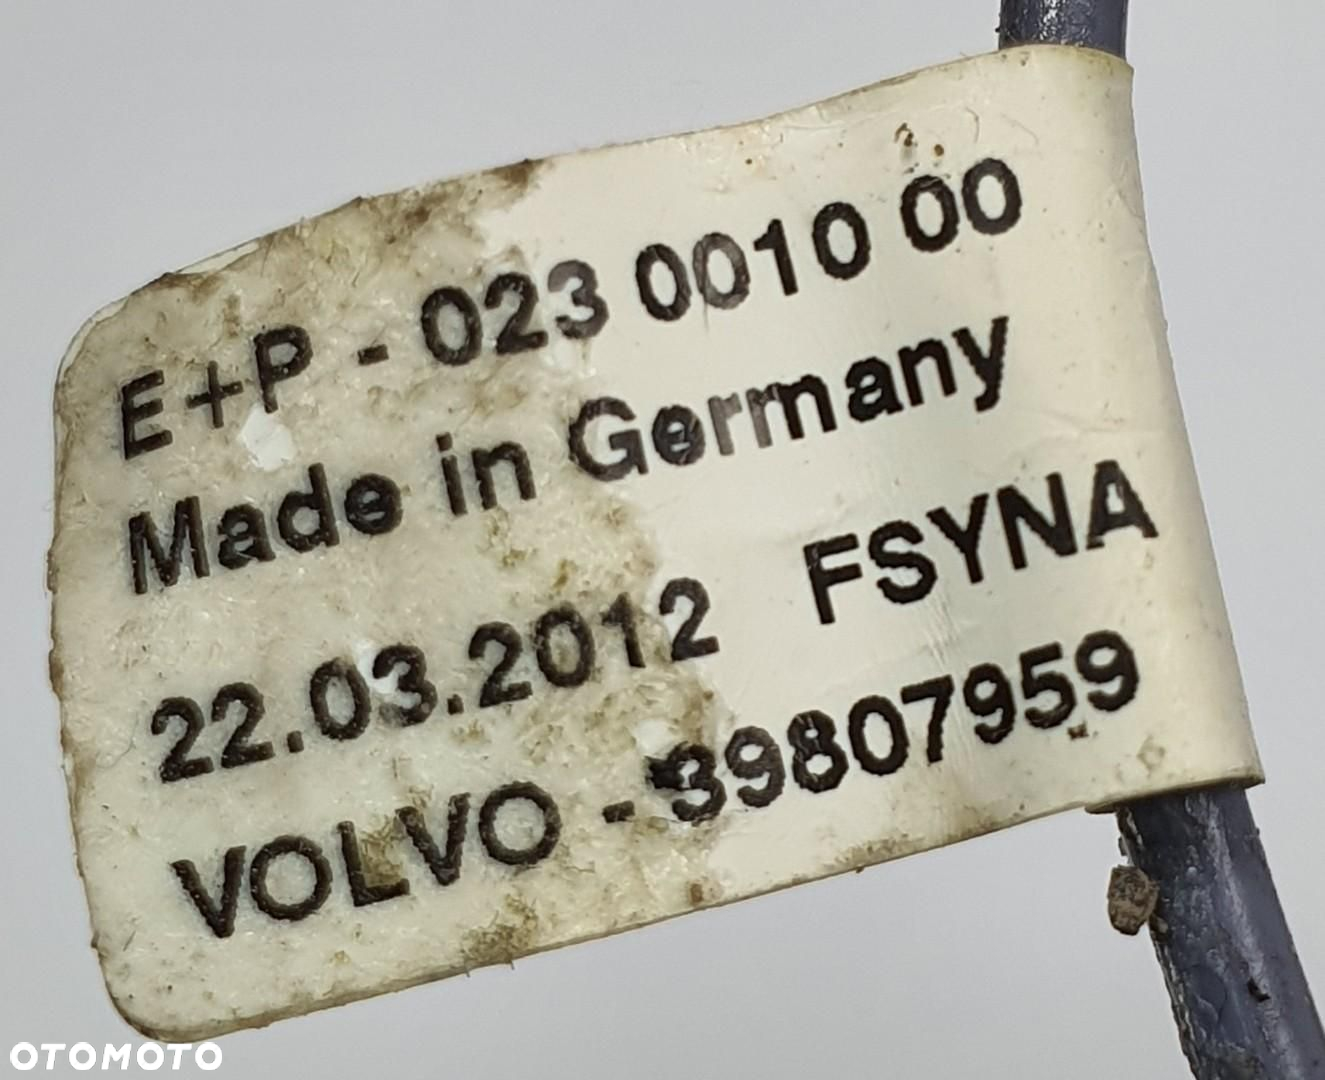 E+P - 023 0010 00
Made in Germany
22.03.2012 FSYNA
VOLVO - 39807959
OTOMOTO